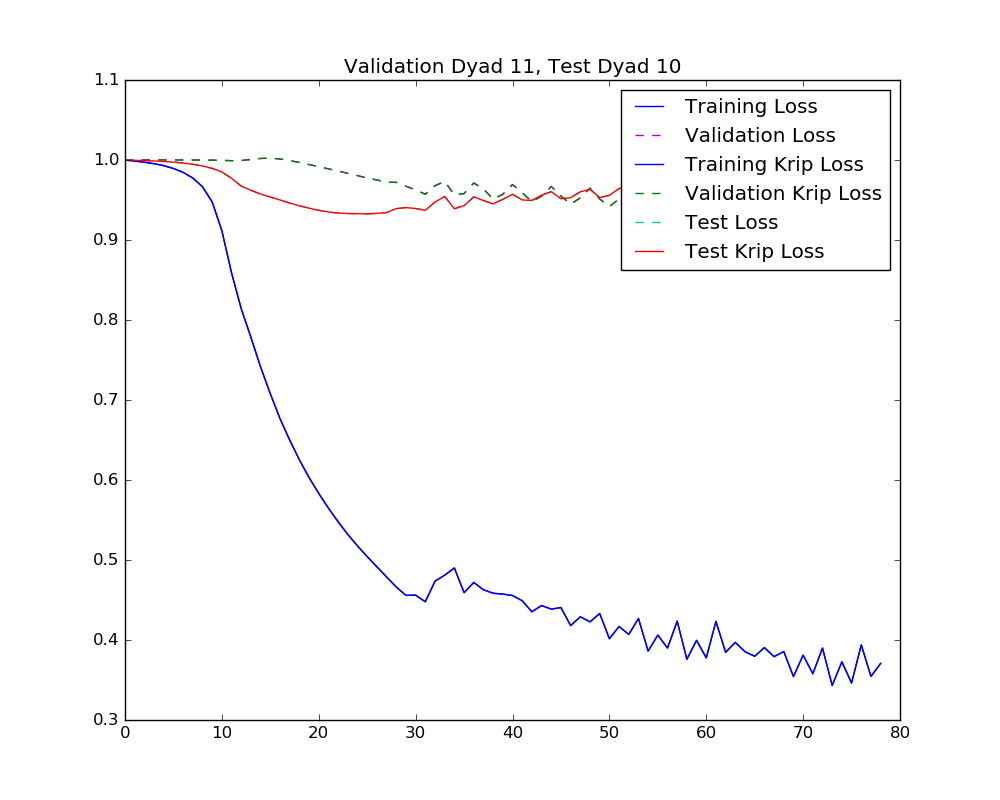 Validation Dyad 11, Test Dyad 10
1.1
1.0
0.9
0.8
0.7
0.6
0.5
0.4
0.3
Training Loss
Validation Loss
Training Krip Loss
Validation Krip Loss
Test Loss
Test Krip Loss
0 10 20 30 40 50 60 70 80